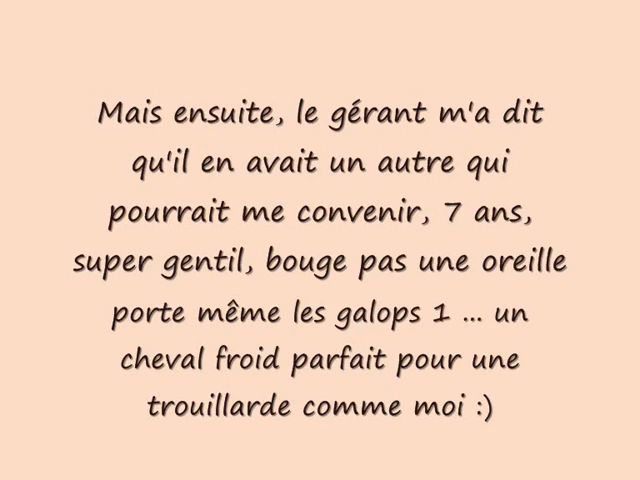 Mais ensuite, le gérant m'a dit
qu'il en avait un autre qui
pourrait me convenir, 7 ans,
super gentil, bouge pas une oreille
porte même les galops 1 ... un
cheval froid parfait pour une
trouillarde comme moi :)